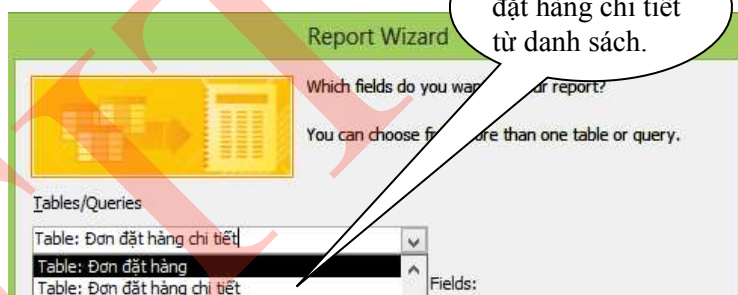 đặt hàng chi tiết
từ danh sách.
Report Wizard
Which fields do you report?
You can choose more than one table or query.
Tables/Queries
Table: Đơn đặt hàng chi tiết
Table: Đơn đặt hàng
Table: Đơn đặt hàng chi tiết
Fields: